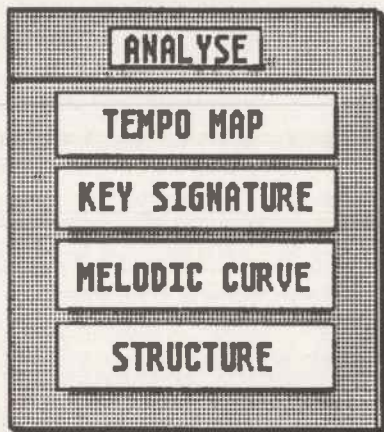 ANALYSE
TEMPO MAP
KEY SIGNATURE
MELODIC CURVE
STRUCTURE